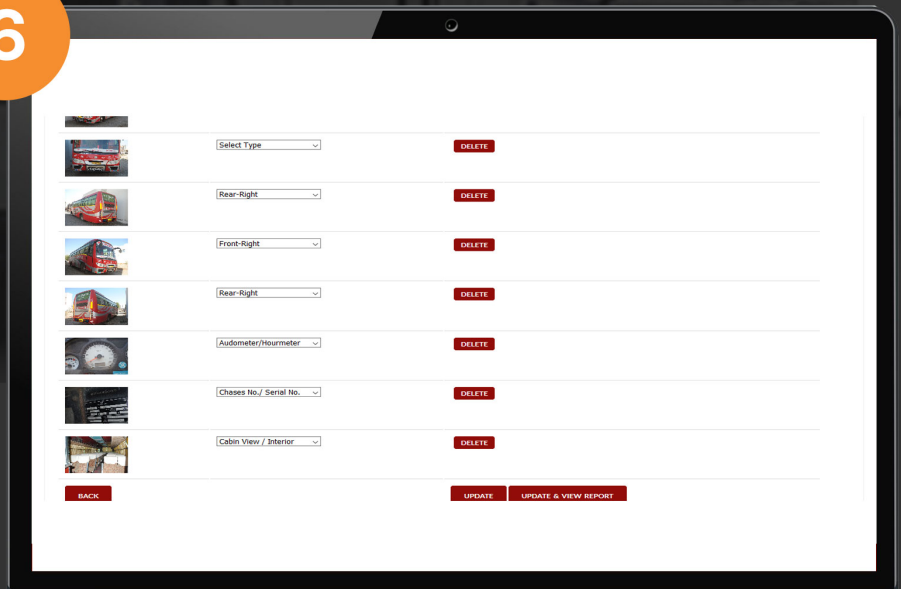 6
Select Type
DELETE
Rear-Right
DELETE
Front-Right
DELETE
Rear-Right
DELETE
Audometer/Hourmeter
DELETE
Chases No./ Serial No.
DELETE
Cabin View / Interior
DELETE
BACK
UPDATE
UPDATE & VIEW REPORT